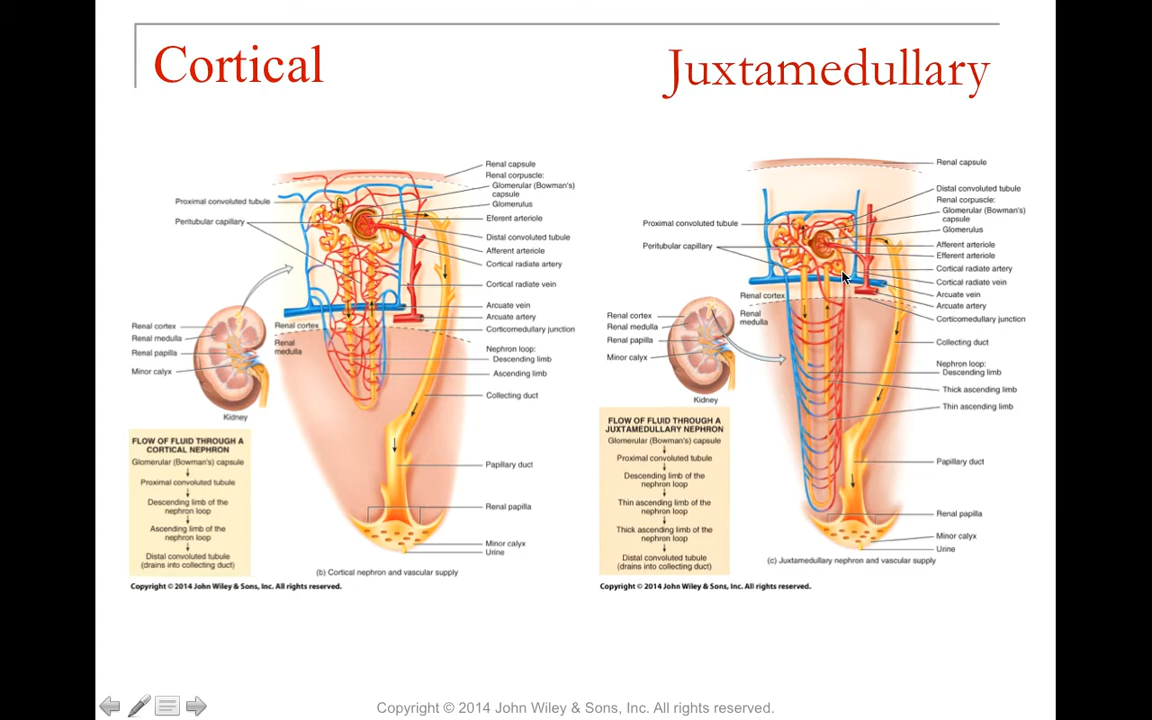 Cortical
Juxtamedullary
Renal capsule
Renal corpuscle:
Glomerular (Bowman's)
capsule
Glomerulus
Eferent arteriole
Distal convoluted tubule
Afferent arteriole
Cortical radiate artery
Cortical radiate vein
Arcuate vein
Arcuate artery
Corticomedullary junction
Nephron loop:
Descending limb
Ascending limb
Collecting duct
Papillary duct
Renal papilla
Minor calyx
Urine
Proximal convoluted tubule
Peritubular capillary
Renal cortex
Renal medulla
Renal papilla
Minor calyx
Renal cortex
Renal
medulla
Kidney
FLOW OF FLUID THROUGH A
CORTICAL NEPHRON
Glomerular (Bowman's) capsule
Proximal convoluted tubule
Descending limb of the
nephron loop
Ascending limb of the
nephron loop
Distal convoluted tubule
(drains into collecting duct)
(b) Cortical nephron and vascular supply
Copyright © 2014 John Wiley & Sons, Inc. All rights reserved.
Renal capsule
Distal convoluted tubule
Renal corpuscle:
Glomerular (Bowman's)
capsule
Glomerulus
Afferent arteriole
Eferent arteriole
Cortical radiate artery
Cortical radiate vein
Arcuate vein
Arcuate artery
Corticomedullary junction
Collecting duct
Nephron loop:
Descending limb
Thick ascending limb
Thin ascending limb
Papillary duct
Renal papilla
Minor calyx
Urine
Proximal convoluted tubule
Peritubular capillary
Renal cortex
Renal
medulla
Renal cortex
Renal medulla
Renal papilla
Minor calyx
Kidney
FLOW OF FLUID THROUGH A
JUXTAMEDULLARY NEPHRON
Glomerular (Bowman's) capsule
Proximal convoluted tubule
Descending limb of the
nephron loop
Thin ascending limb of the
nephron loop
Thick ascending limb of the
nephron loop
Distal convoluted tubule
(drains into collecting duct)
(c) Juxtamedullary nephron and vascular supply
Copyright © 2014 John Wiley & Sons, Inc. All rights reserved.
Copyright © 2014 John Wiley & Sons, Inc. All rights reserved.